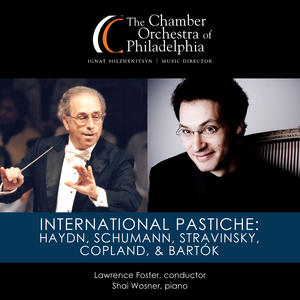 The Chamber
Orchestra of
Philadelphia
IGNAT SOLZHENITSYN | MUSIC DIRECTOR
INTERNATIONAL PASTICHE:
HAYDN, SCHUMANN, STRAVINSKY,
COPLAND, & BARTÓK
Lawrence Foster, conductor
Shai Wosner, piano